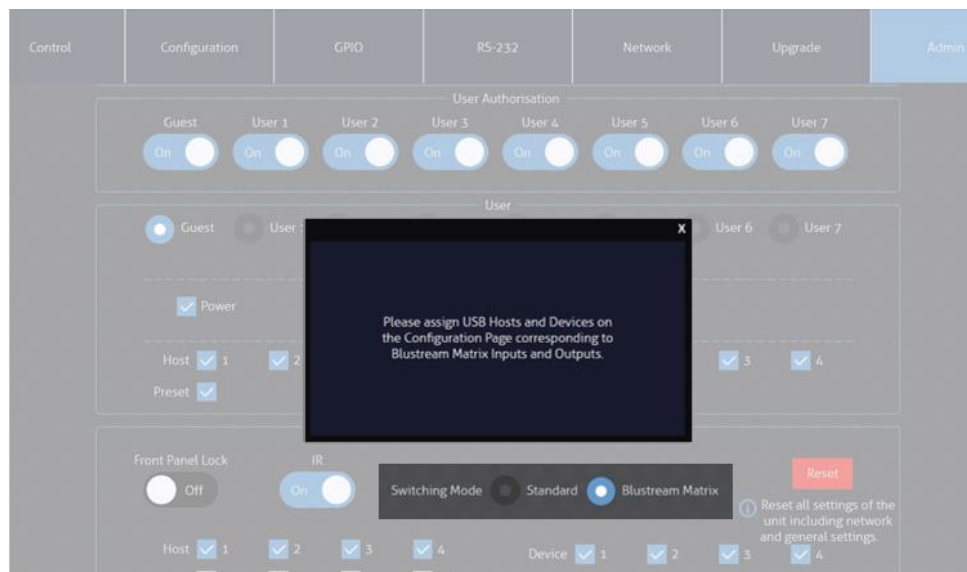 Control Configuration GPIO RS-232 Network Upgrade Admin
User Authorisation
Guest User 1 User 2 User 3 User 4 User 5 User 6 User 7
On On On On On On On On
User
Guest User User 6 User 7
X
Power
Please assign USB Hosts and Devices on
the Configuration Page corresponding to
Blustream Matrix Inputs and Outputs.
Host 1 2 3 4
Preset
Front Panel Lock IR
Off On
Switching Mode Standard Blustream Matrix
Reset
Reset all settings of the
unit including network
and general settings.
Host 1 2 3 4 Device 1 2 3 4